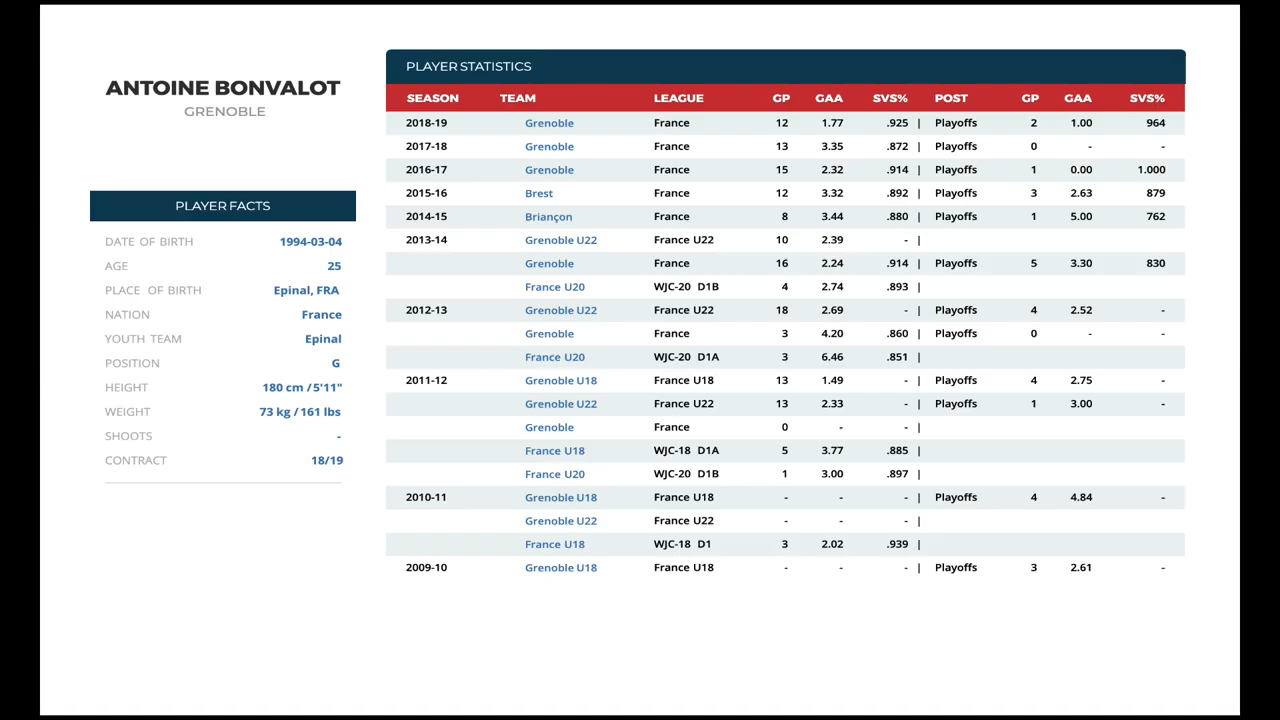 ANTOINE BONVALOT
GRENOBLE
PLAYER FACTS
DATE OF BIRTH 1994-03-04
AGE 25
PLACE OF BIRTH Epinal, FRA
NATION France
YOUTH TEAM Epinal
POSITION G
HEIGHT 180 cm / 5'11"
WEIGHT 73 kg / 161 lbs
SHOOTS -
CONTRACT 18/19
PLAYER STATISTICS
SEASON TEAM LEAGUE GP GAA SVS% POST GP GAA SVS%
2018-19 Grenoble France 12 1.77 .925 | Playoffs 2 1.00 964
2017-18 Grenoble France 13 3.35 .872 | Playoffs 0 - -
2016-17 Grenoble France 15 2.32 .914 | Playoffs 1 0.00 1.000
2015-16 Brest France 12 3.32 .892 | Playoffs 3 2.63 879
2014-15 Briançon France 8 3.44 .880 | Playoffs 1 5.00 762
2013-14 Grenoble U22 France U22 10 2.39 - |
Grenoble France 16 2.24 .914 | Playoffs 5 3.30 830
France U20 WJC-20 D1B 4 2.74 .893 |
2012-13 Grenoble U22 France U22 18 2.69 - | Playoffs 4 2.52 -
Grenoble France 3 4.20 .860 | Playoffs 0 - -
France U20 WJC-20 D1A 3 6.46 .851 |
2011-12 Grenoble U18 France U18 13 1.49 - | Playoffs 4 2.75 -
Grenoble U22 France U22 13 2.33 - | Playoffs 1 3.00 -
Grenoble France 0 - - |
France U18 WJC-18 D1A 5 3.77 .885 |
France U20 WJC-20 D1B 1 3.00 .897 |
2010-11 Grenoble U18 France U18 - - - | Playoffs 4 4.84 -
Grenoble U22 France U22 - - - |
France U18 WJC-18 D1 3 2.02 .939 |
2009-10 Grenoble U18 France U18 - - - | Playoffs 3 2.61 -